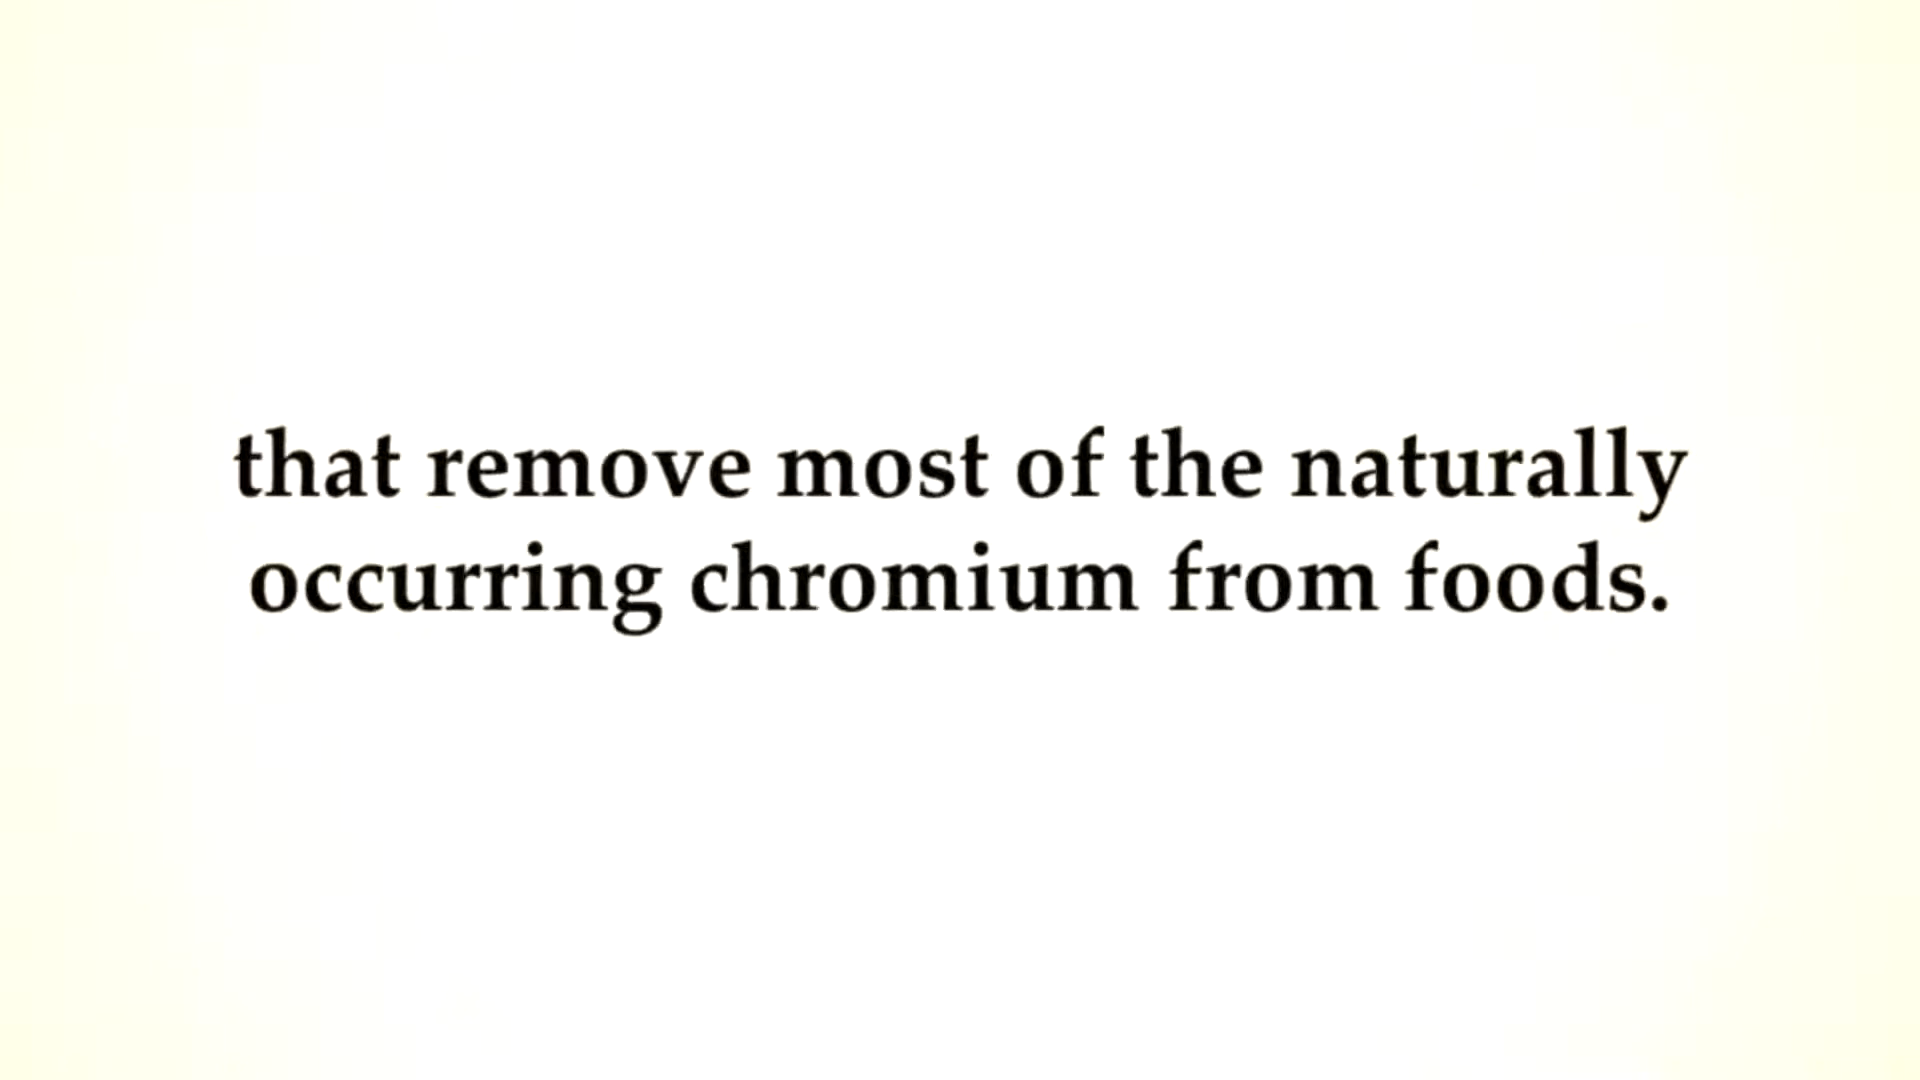 that remove most of the naturally
occurring chromium from foods.